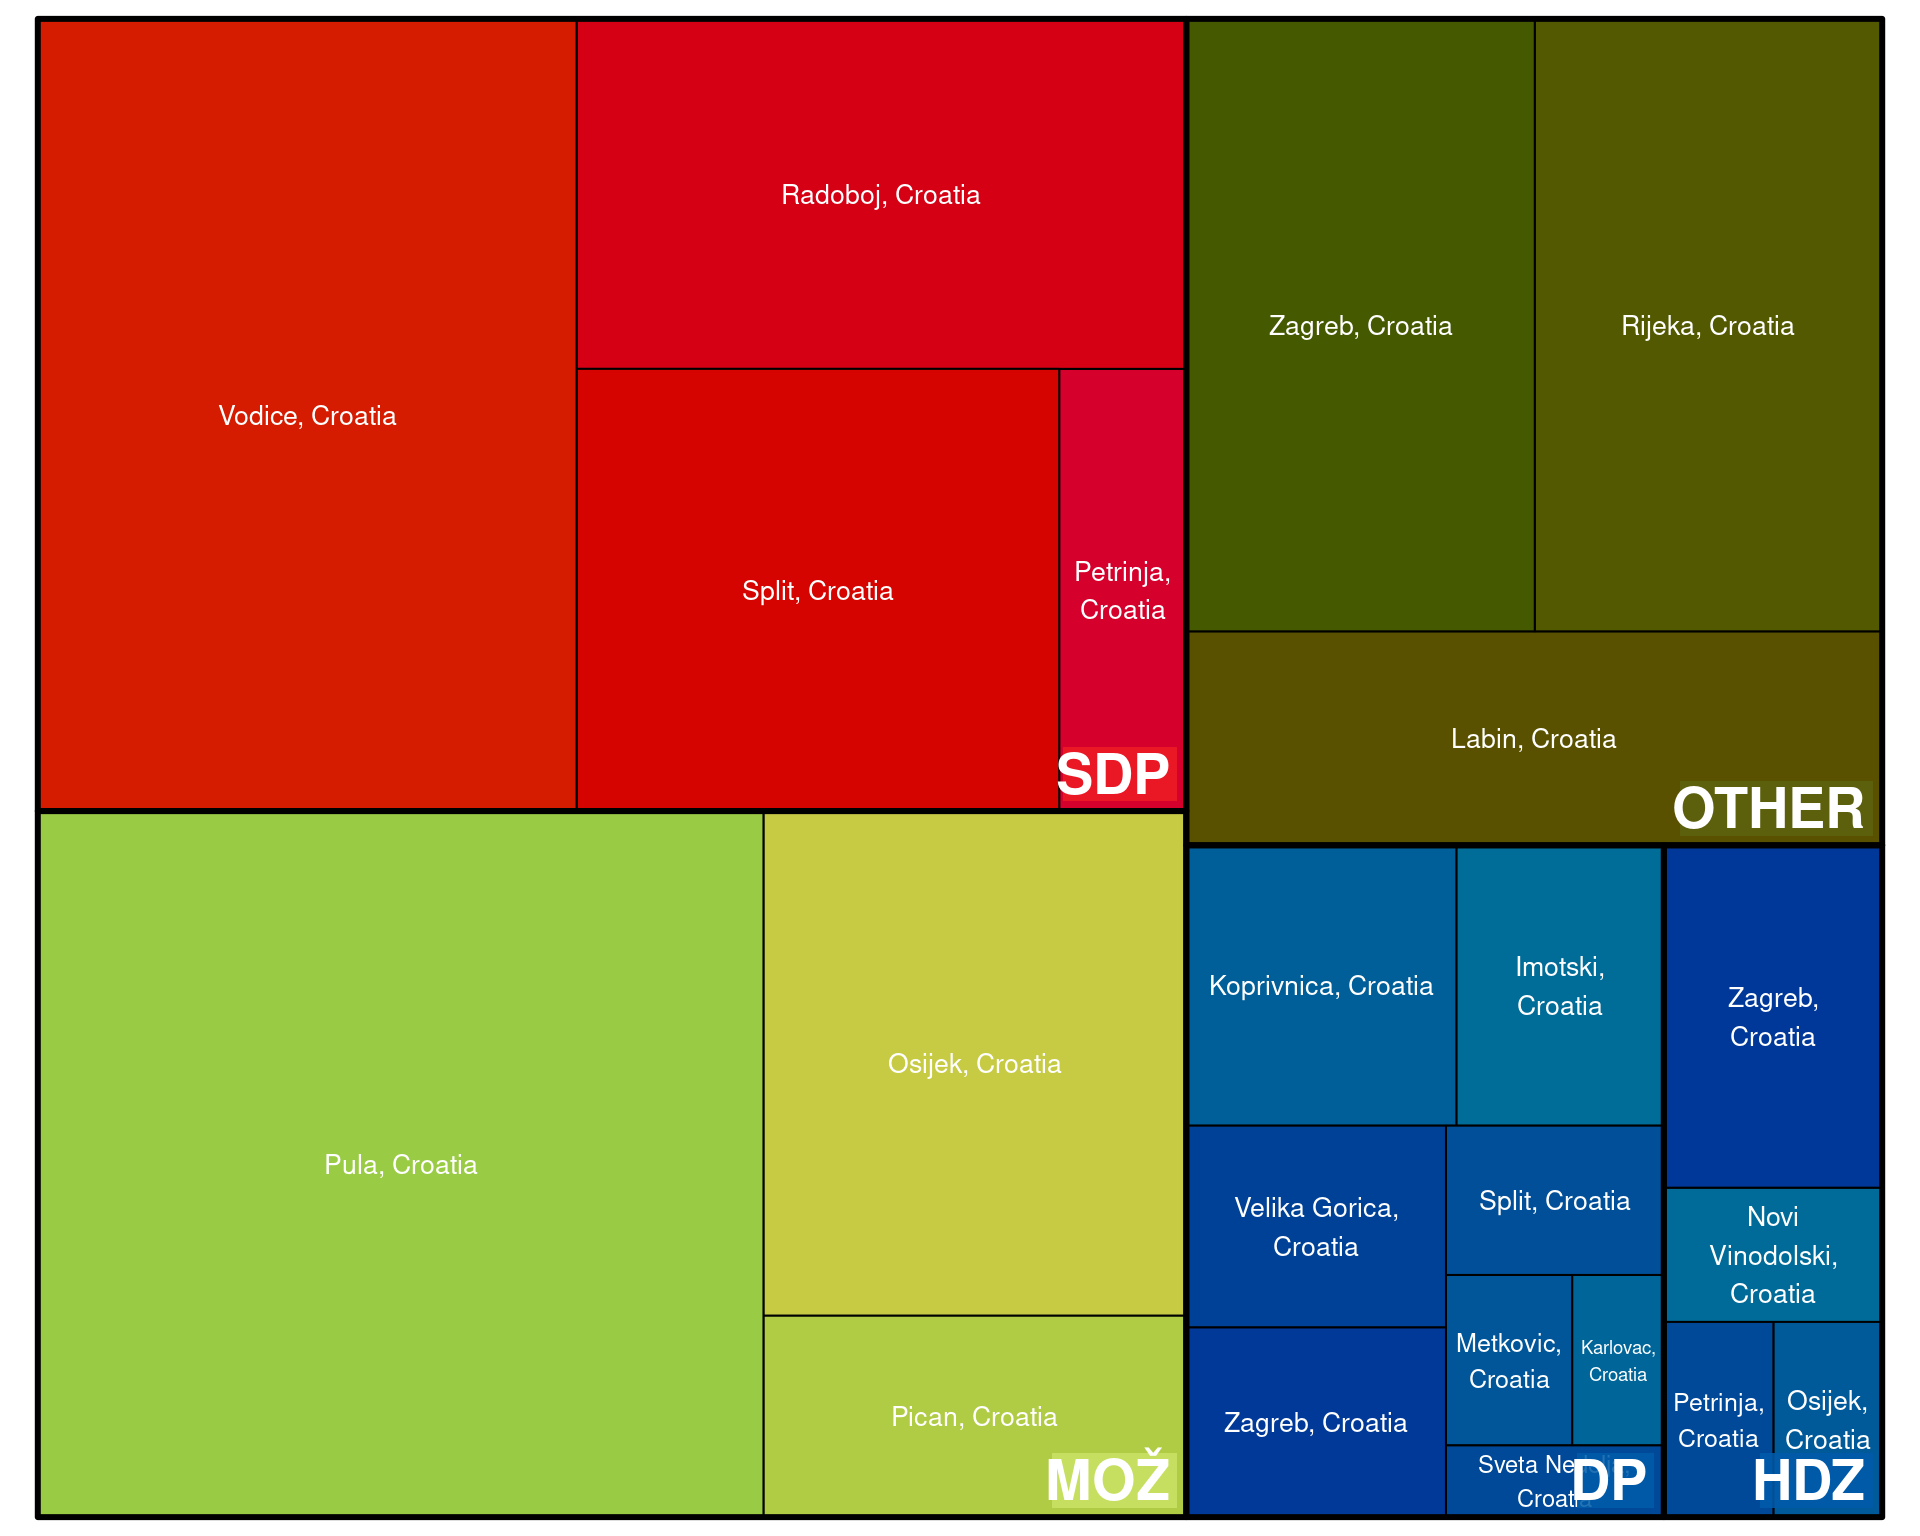 Vodice, Croatia
Radoboj, Croatia
Split, Croatia
Petrinja,
Croatia
SDP
Zagreb, Croatia
Rijeka, Croatia
Labin, Croatia
OTHER
Pula, Croatia
Osijek, Croatia
Pican, Croatia
MOŽ
Koprivnica, Croatia
Imotski,
Croatia
Velika Gorica,
Croatia
Split, Croatia
Metkovic,
Croatia
Karlovac,
Croatia
Zagreb, Croatia
Sveta
Croatia
DP
Zagreb,
Croatia
Novi
Vinodolski,
Croatia
Petrinja,
Croatia
Osijek,
Croatia
HDZ